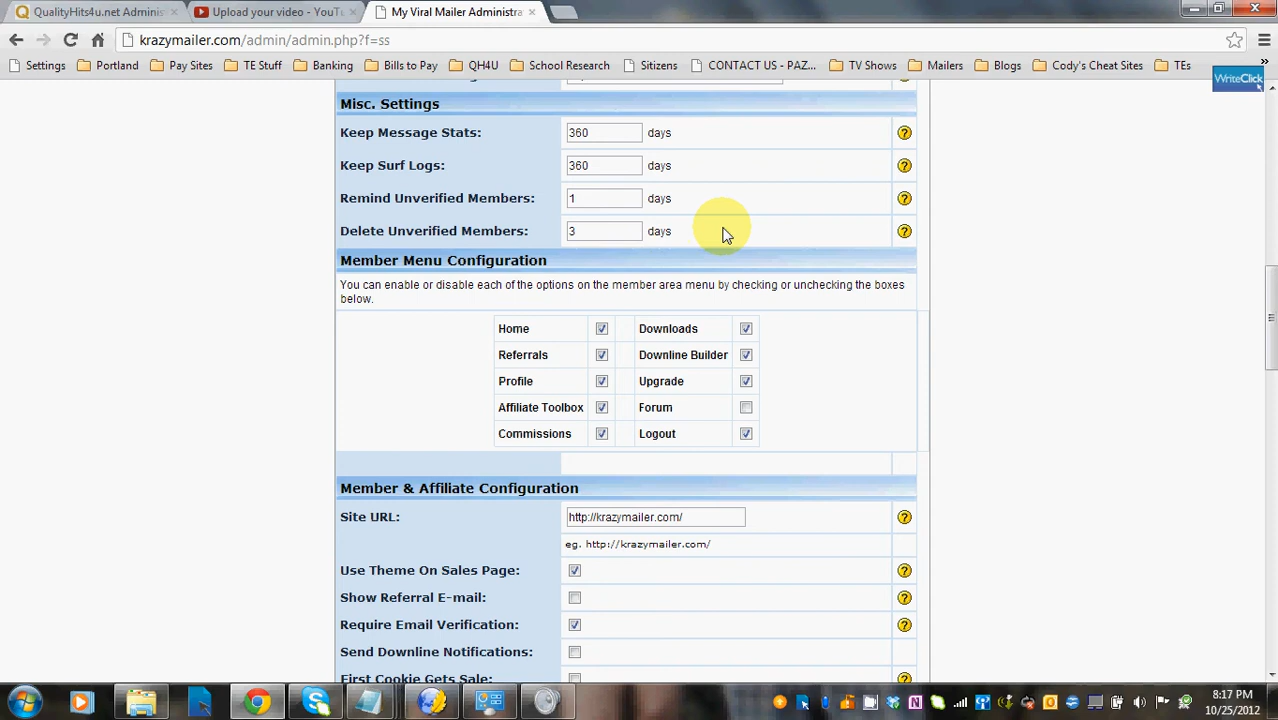 QualityHits4u.net Adminis
Upload your video - YouTu
My Viral Mailer Administra
krazymailer.com/admin/admin.php?f=ss
Settings Portland Pay Sites TE Stuff Banking Bills to Pay QH4U School Research Sitizens CONTACT US - PAZ... TV Shows Mailers Blogs Cody's Cheat Sites TEs »
WriteClick
Misc. Settings
Keep Message Stats: 360 days
Keep Surf Logs: 360 days
Remind Unverified Members: 1 days
Delete Unverified Members: 3 days
Member Menu Configuration
You can enable or disable each of the options on the member area menu by checking or unchecking the boxes
below.
Home Downloads
Referrals Downline Builder
Profile Upgrade
Affiliate Toolbox Forum
Commissions Logout
Member & Affiliate Configuration
Site URL: http://krazymailer.com/
eg. http://krazymailer.com/
Use Theme On Sales Page:
Show Referral E-mail:
Require Email Verification:
Send Downline Notifications:
First Cookie Gets Sale:
8:17 PM
10/25/2012